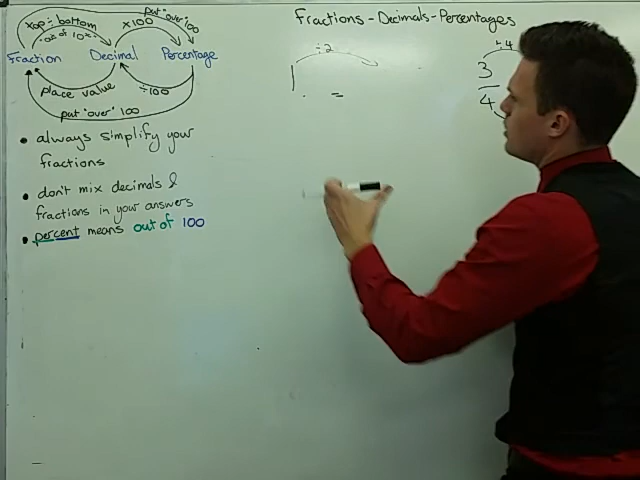 Fractions - Decimals - Percentages
top ÷ bottom
"out of 10x"
x100
put "over" 100
Fraction Decimal Percentage
place value
÷100
put "over" 100
• always simplify your
fractions
• don't mix decimals &
fractions in your answers
• percent means out of 100
÷2
=
÷4
3
4